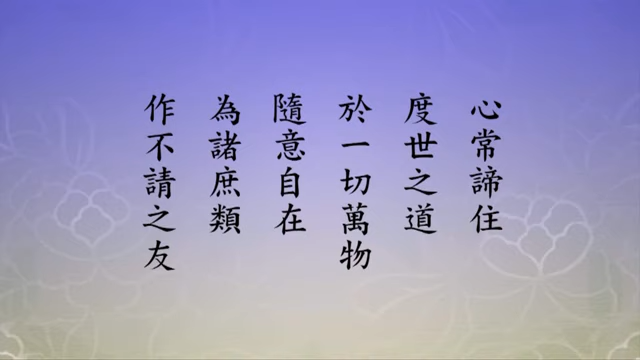 心常諦住
度世之道
於一切萬物
隨意自在
為諸庶類
作不請之友